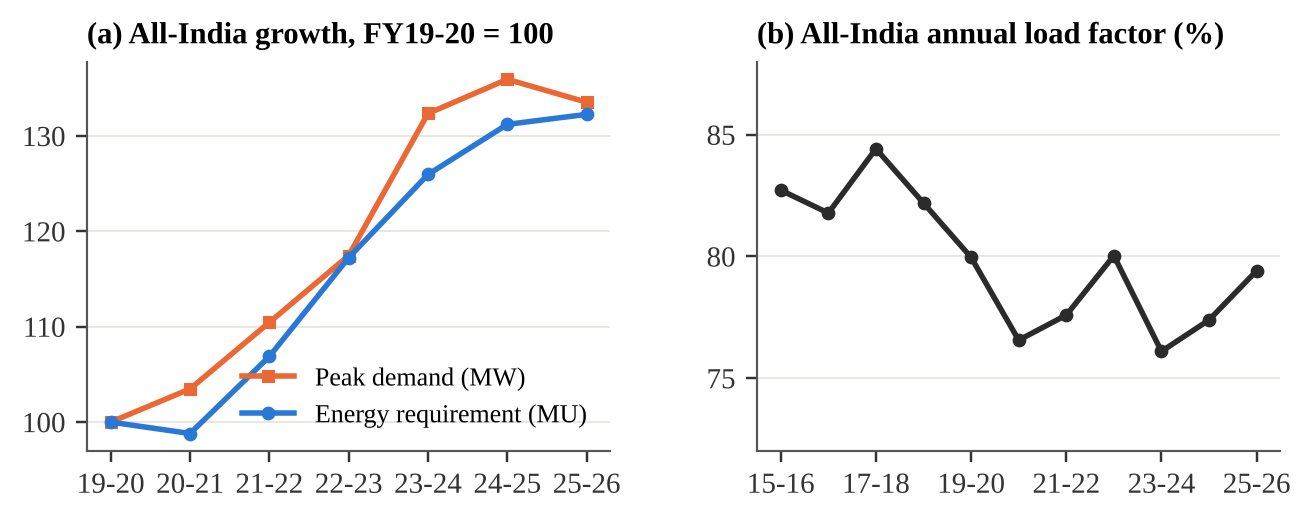 (a) All-India growth, FY19-20 = 100
130
120
110
100
Peak demand (MW)
Energy requirement (MU)
19-20 20-21 21-22 22-23 23-24 24-25 25-26
(b) All-India annual load factor (%)
85
80
75
15-16 17-18 19-20 21-22 23-24 25-26